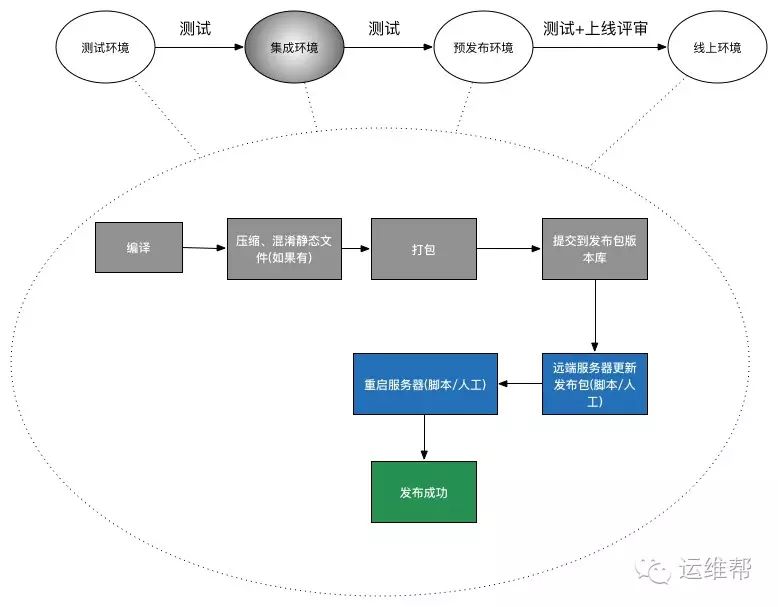 测试
测试
测试+上线评审
测试环境
集成环境
预发布环境
线上环境
编译
压缩、混淆静态文
件(如果有)
打包
提交到发布包版
本库
远端服务器更新
发布包(脚本/人
工)
重启服务器(脚本/人工)
发布成功
运维帮